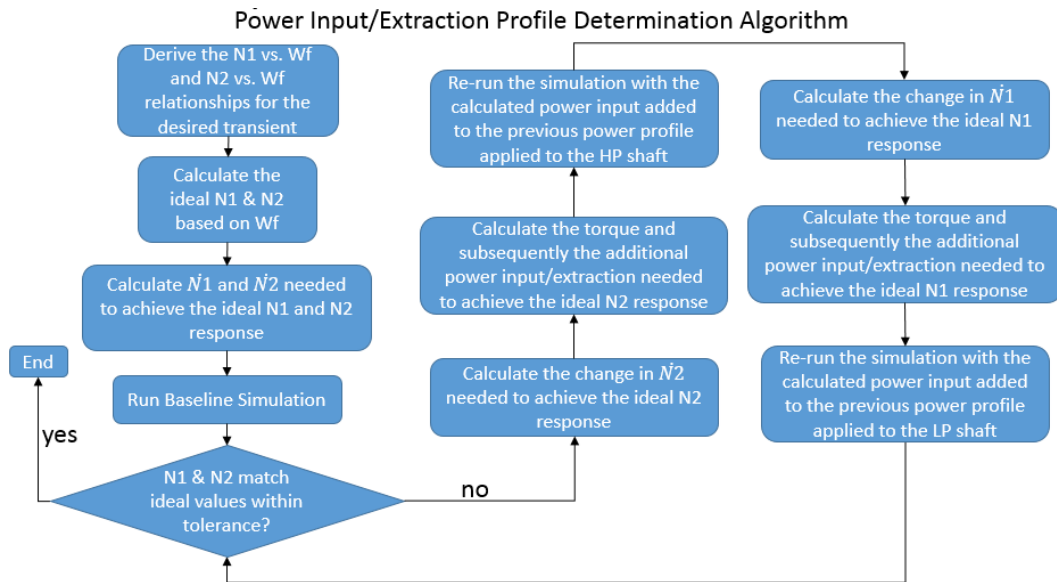 Power Input/Extraction Profile Determination Algorithm
Derive the N1 vs. Wf
and N2 vs. Wf
relationships for the
desired transient
Calculate the
ideal N1 & N2
based on Wf
Calculate Ṅ1 and Ṅ2 needed
to achieve the ideal N1 and N2
response
End
Run Baseline Simulation
yes
N1 & N2 match
ideal values within
tolerance?
no
Calculate the change in Ṅ2
needed to achieve the ideal N2
response
Calculate the torque and
subsequently the additional
power input/extraction needed
to achieve the ideal N2 response
Re-run the simulation with the
calculated power input added
to the previous power profile
applied to the HP shaft
Calculate the change in Ṅ1
needed to achieve the ideal N1
response
Calculate the torque and
subsequently the additional
power input/extraction needed to
achieve the ideal N1 response
Re-run the simulation with the
calculated power input added
to the previous power profile
applied to the LP shaft